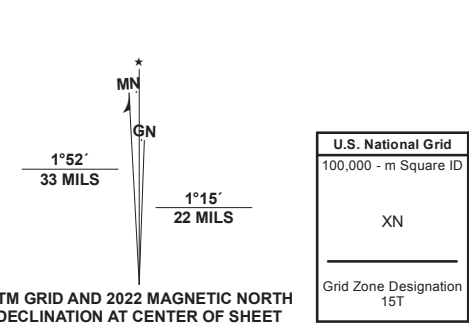 ★
MN
GN
1°52´
33 MILS
1°15´
22 MILS
TM GRID AND 2022 MAGNETIC NORTH
DECLINATION AT CENTER OF SHEET
U.S. National Grid
100,000 - m Square ID
XN
Grid Zone Designation
15T